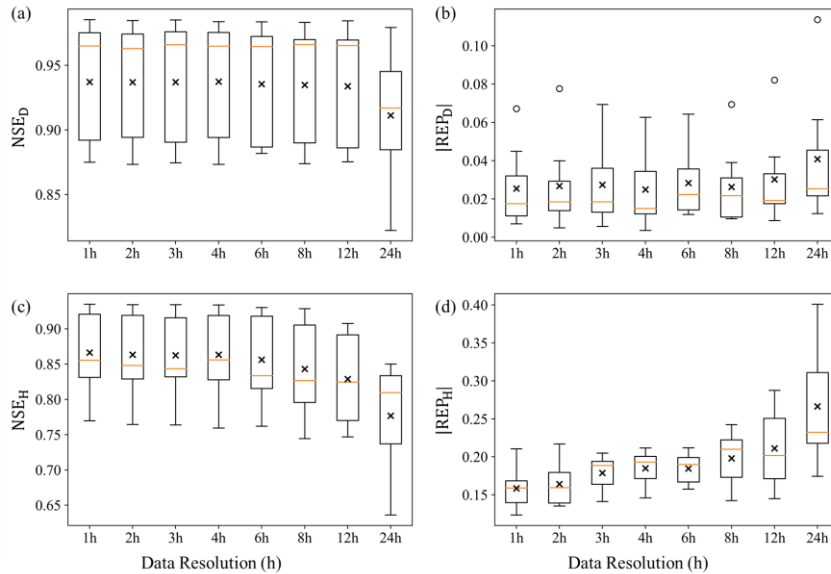 (a)
NSE_D
0.95
0.90
0.85
1h 2h 3h 4h 6h 8h 12h 24h
(b)
|REP_D|
0.10
0.08
0.06
0.04
0.02
0.00
1h 2h 3h 4h 6h 8h 12h 24h
(c)
NSE_H
0.90
0.85
0.80
0.75
0.70
0.65
1h 2h 3h 4h 6h 8h 12h 24h
Data Resolution (h)
(d)
|REP_H|
0.40
0.35
0.30
0.25
0.20
0.15
1h 2h 3h 4h 6h 8h 12h 24h
Data Resolution (h)